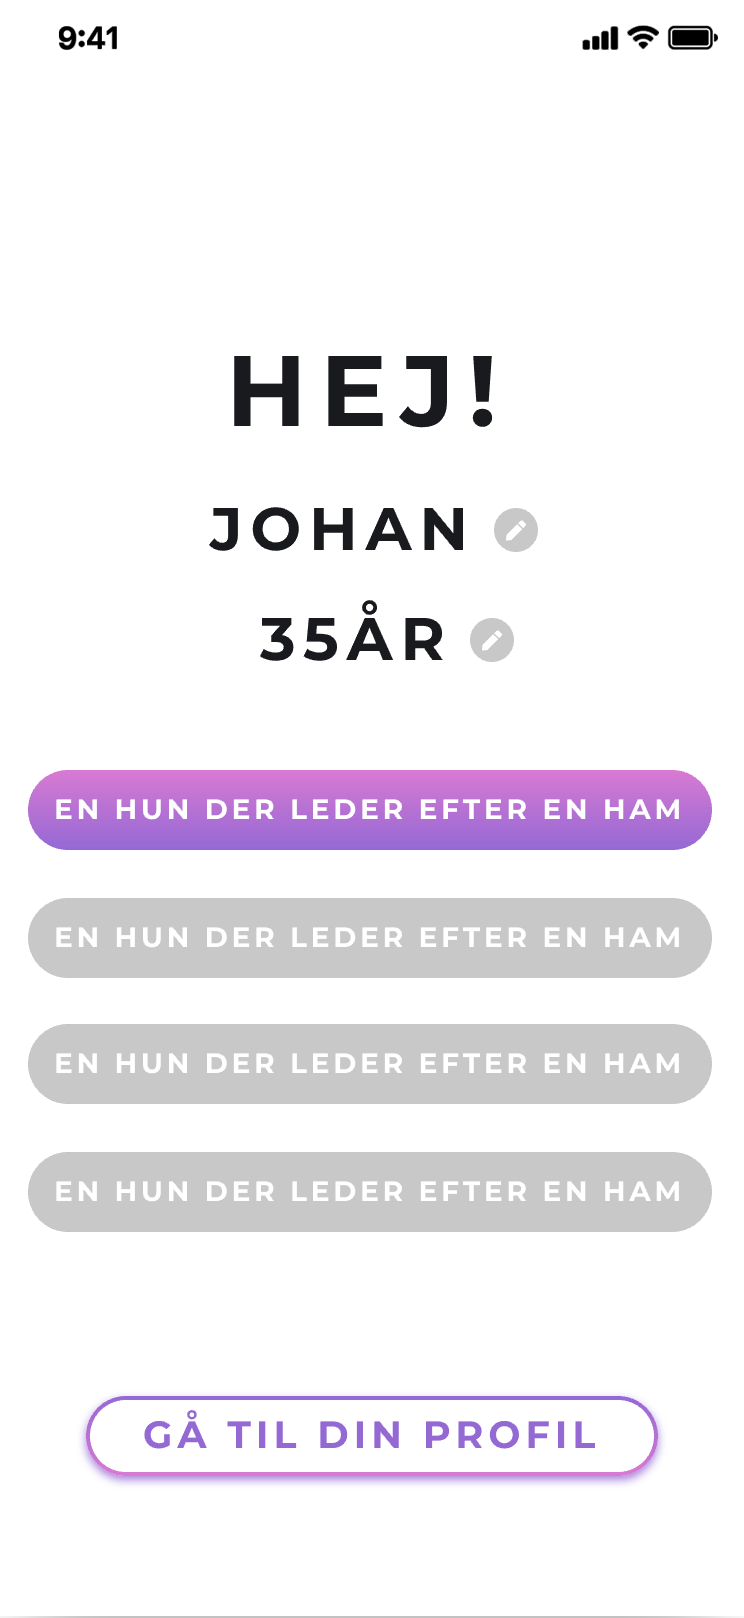 9:41
HEJ!
JOHAN
35ÅR
EN HUN DER LEDER EFTER EN HAM
EN HUN DER LEDER EFTER EN HAM
EN HUN DER LEDER EFTER EN HAM
EN HUN DER LEDER EFTER EN HAM
GÅ TIL DIN PROFIL